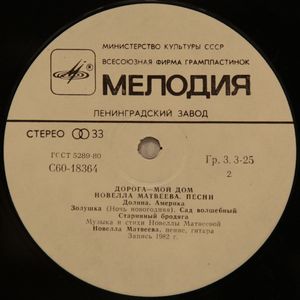 МИНИСТЕРСТВО КУЛЬТУРЫ СССР
ВСЕСОЮЗНАЯ ФИРМА ГРАМПЛАСТИНОК
МЕЛОДИЯ
ЛЕНИНГРАДСКИЙ ЗАВОД
СТЕРЕО 33
ГОСТ 5289-80
С60-18364
Гр. 3. 3-25
2
ДОРОГА—МОЙ ДОМ
НОВЕЛЛА МАТВЕЕВА. ПЕСНИ
Долина. Америка
Золушка (Ночь новогодняя). Сад волшебный
Старинный бродяга
Музыка и стихи Новеллы Матвеевой
Новелла Матвеева, пение, гитара
Запись 1982 г.